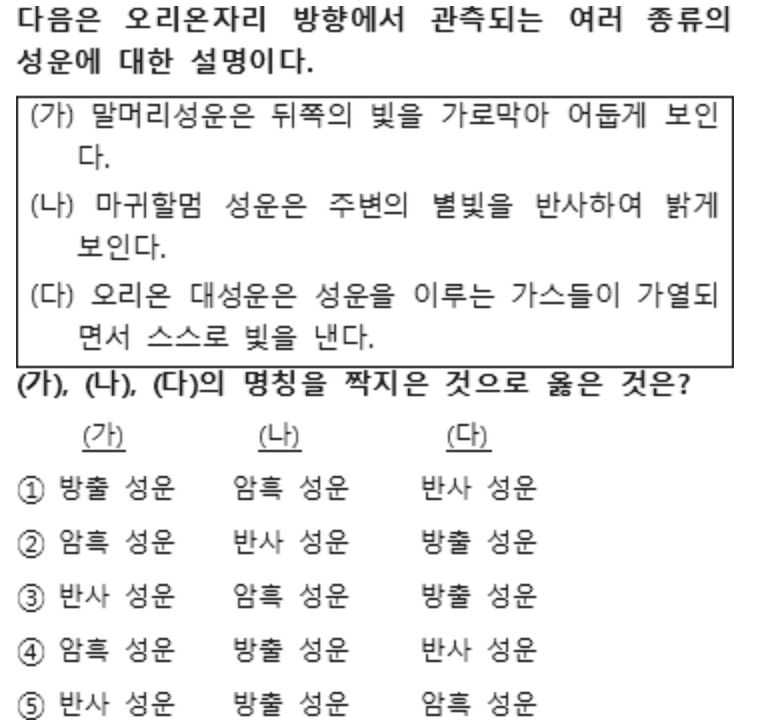 다음은 오리온자리 방향에서 관측되는 여러 종류의
성운에 대한 설명이다.
(가) 말머리성운은 뒤쪽의 빛을 가로막아 어둡게 보인
다.
(나) 마귀할멈 성운은 주변의 별빛을 반사하여 밝게
보인다.
(다) 오리온 대성운은 성운을 이루는 가스들이 가열되
면서 스스로 빛을 낸다.
(가), (나), (다)의 명칭을 짝지은 것으로 옳은 것은?
(가) (나) (다)
① 방출 성운 암흑 성운 반사 성운
② 암흑 성운 반사 성운 방출 성운
③ 반사 성운 암흑 성운 방출 성운
④ 암흑 성운 방출 성운 반사 성운
⑤ 반사 성운 방출 성운 암흑 성운